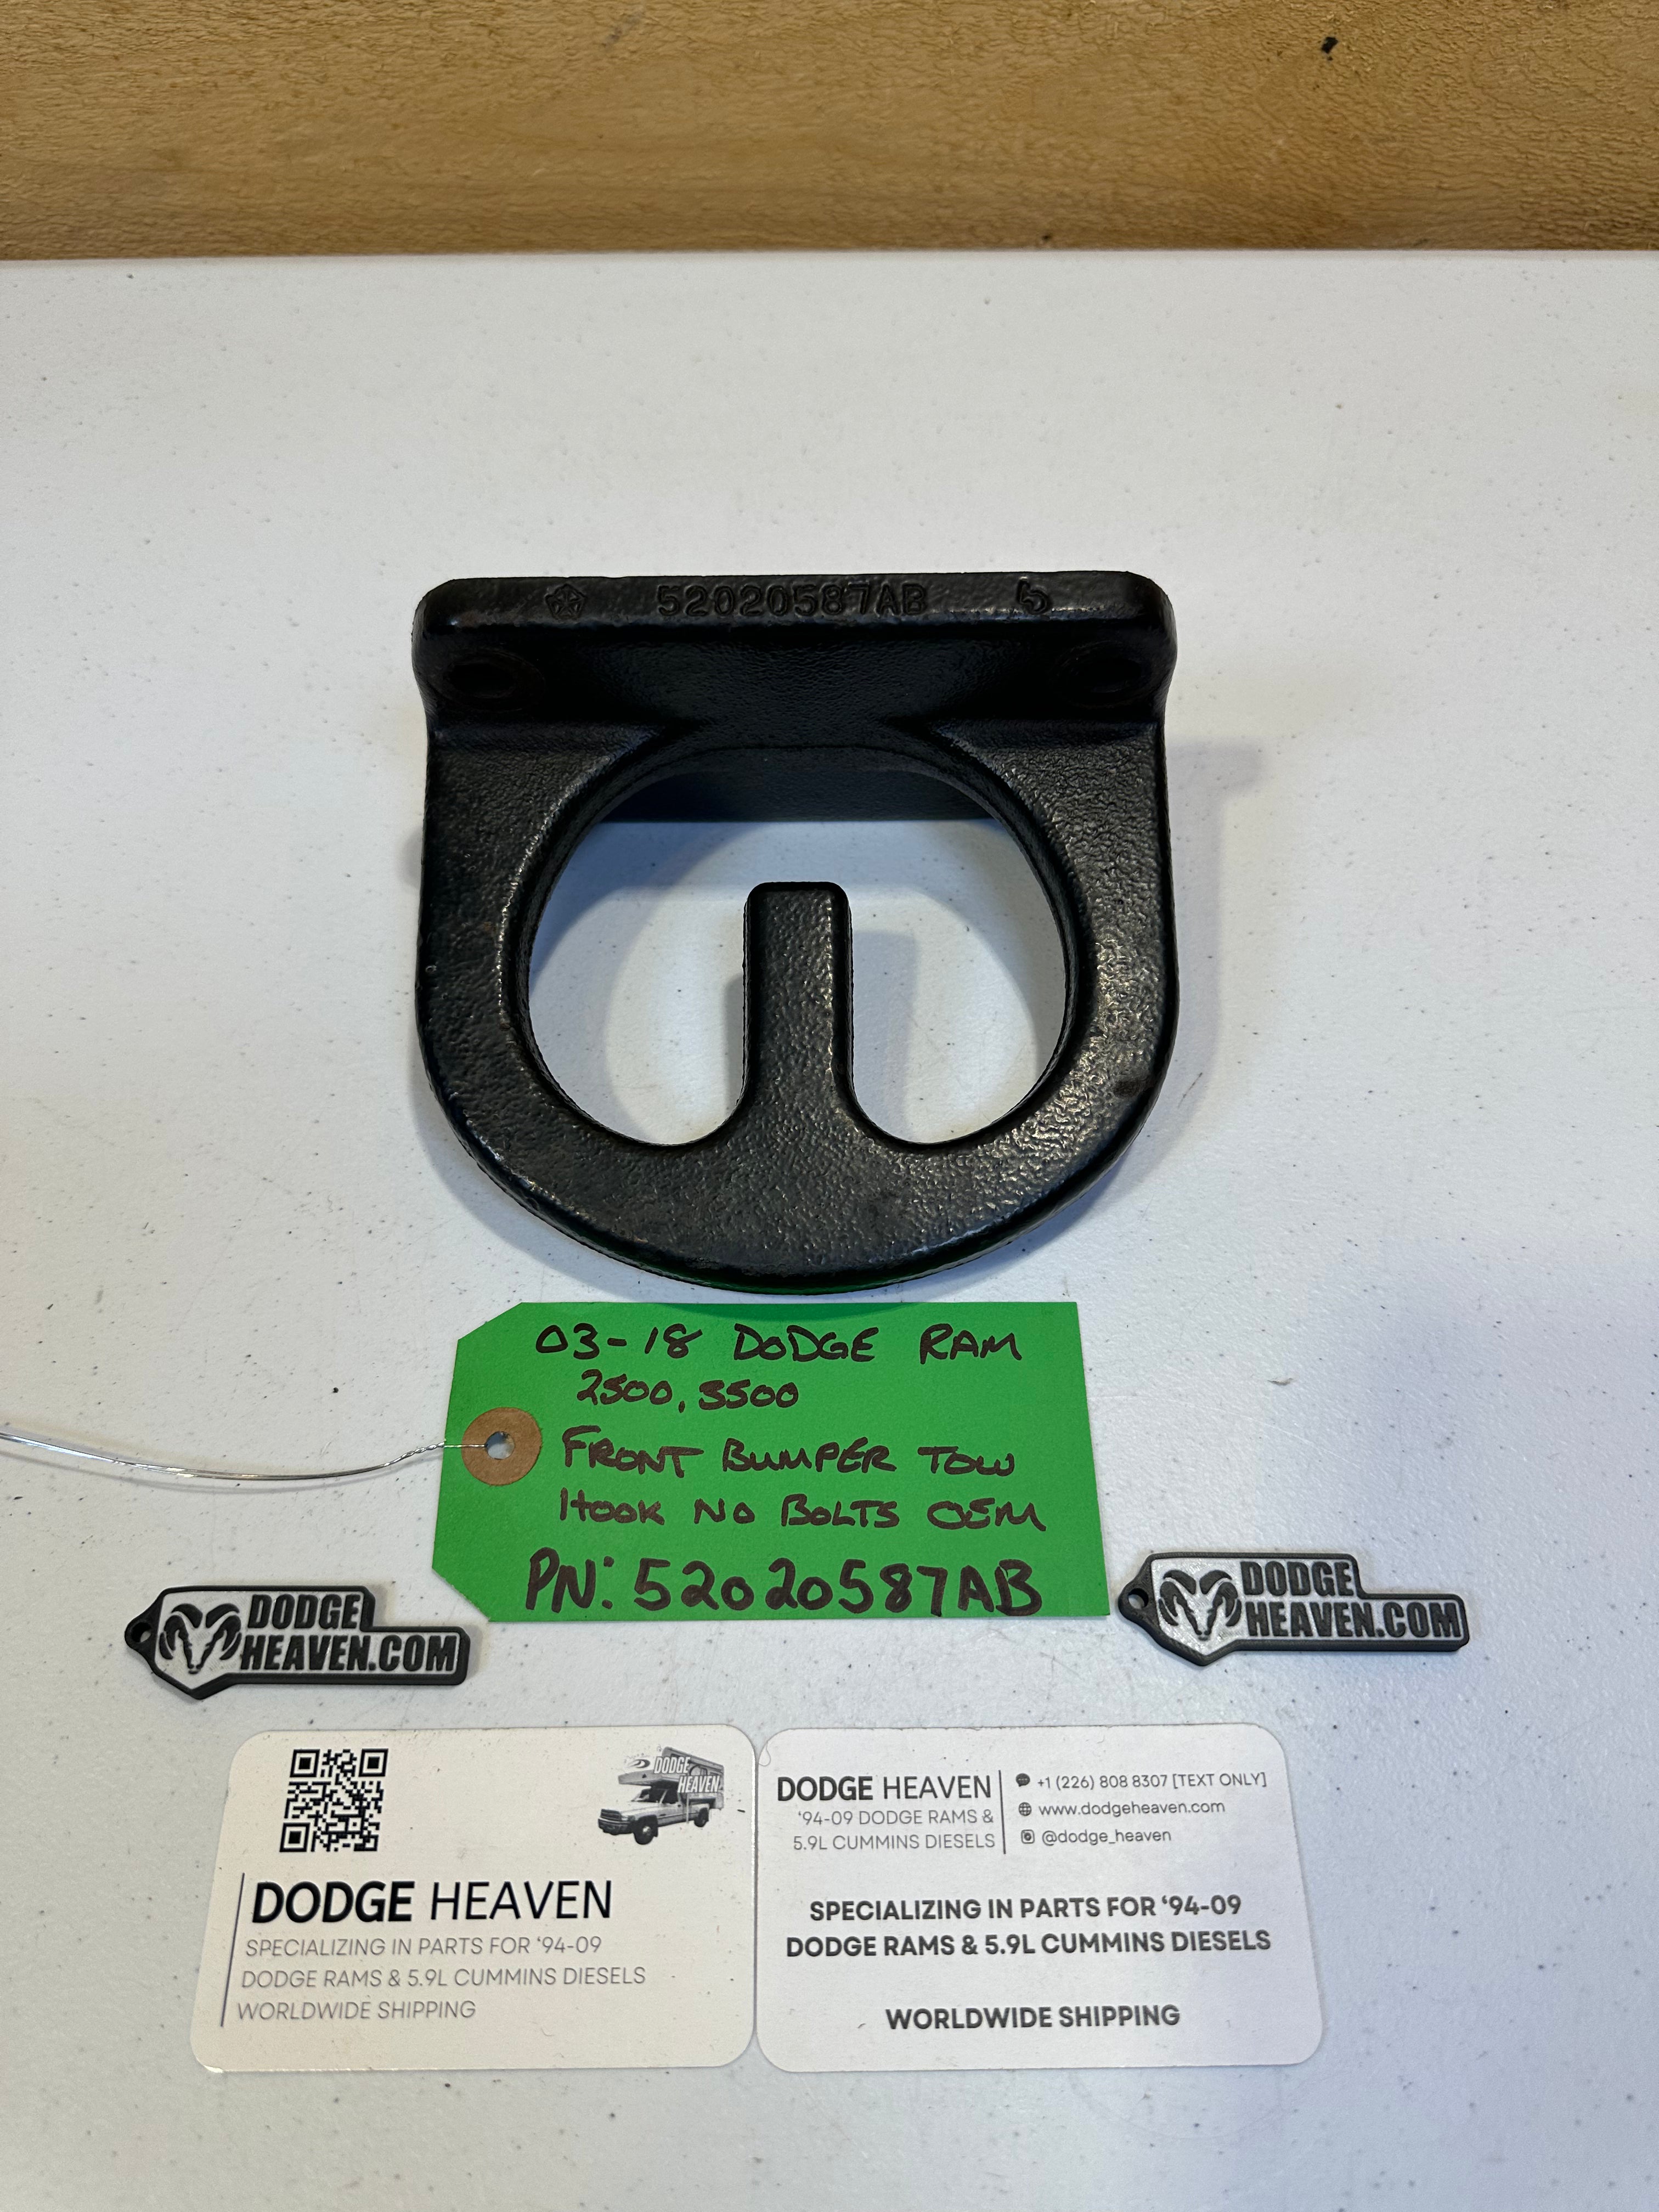 52020587AB 6
03-18 DODGE RAM
2500, 3500
FRONT BUMPER TOW
HOOK NO BOLTS OEM
PN: 52020587AB
DODGE
HEAVEN.COM
DODGE
HEAVEN.COM
DODGE
HEAVEN
DODGE HEAVEN
SPECIALIZING IN PARTS FOR ‘94-09
DODGE RAMS & 5.9L CUMMINS DIESELS
WORLDWIDE SHIPPING
DODGE HEAVEN
‘94-09 DODGE RAMS &
5.9L CUMMINS DIESELS
+1 (226) 808 8307 [TEXT ONLY]
www.dodgeheaven.com
@dodge_heaven
SPECIALIZING IN PARTS FOR ‘94-09
DODGE RAMS & 5.9L CUMMINS DIESELS
WORLDWIDE SHIPPING